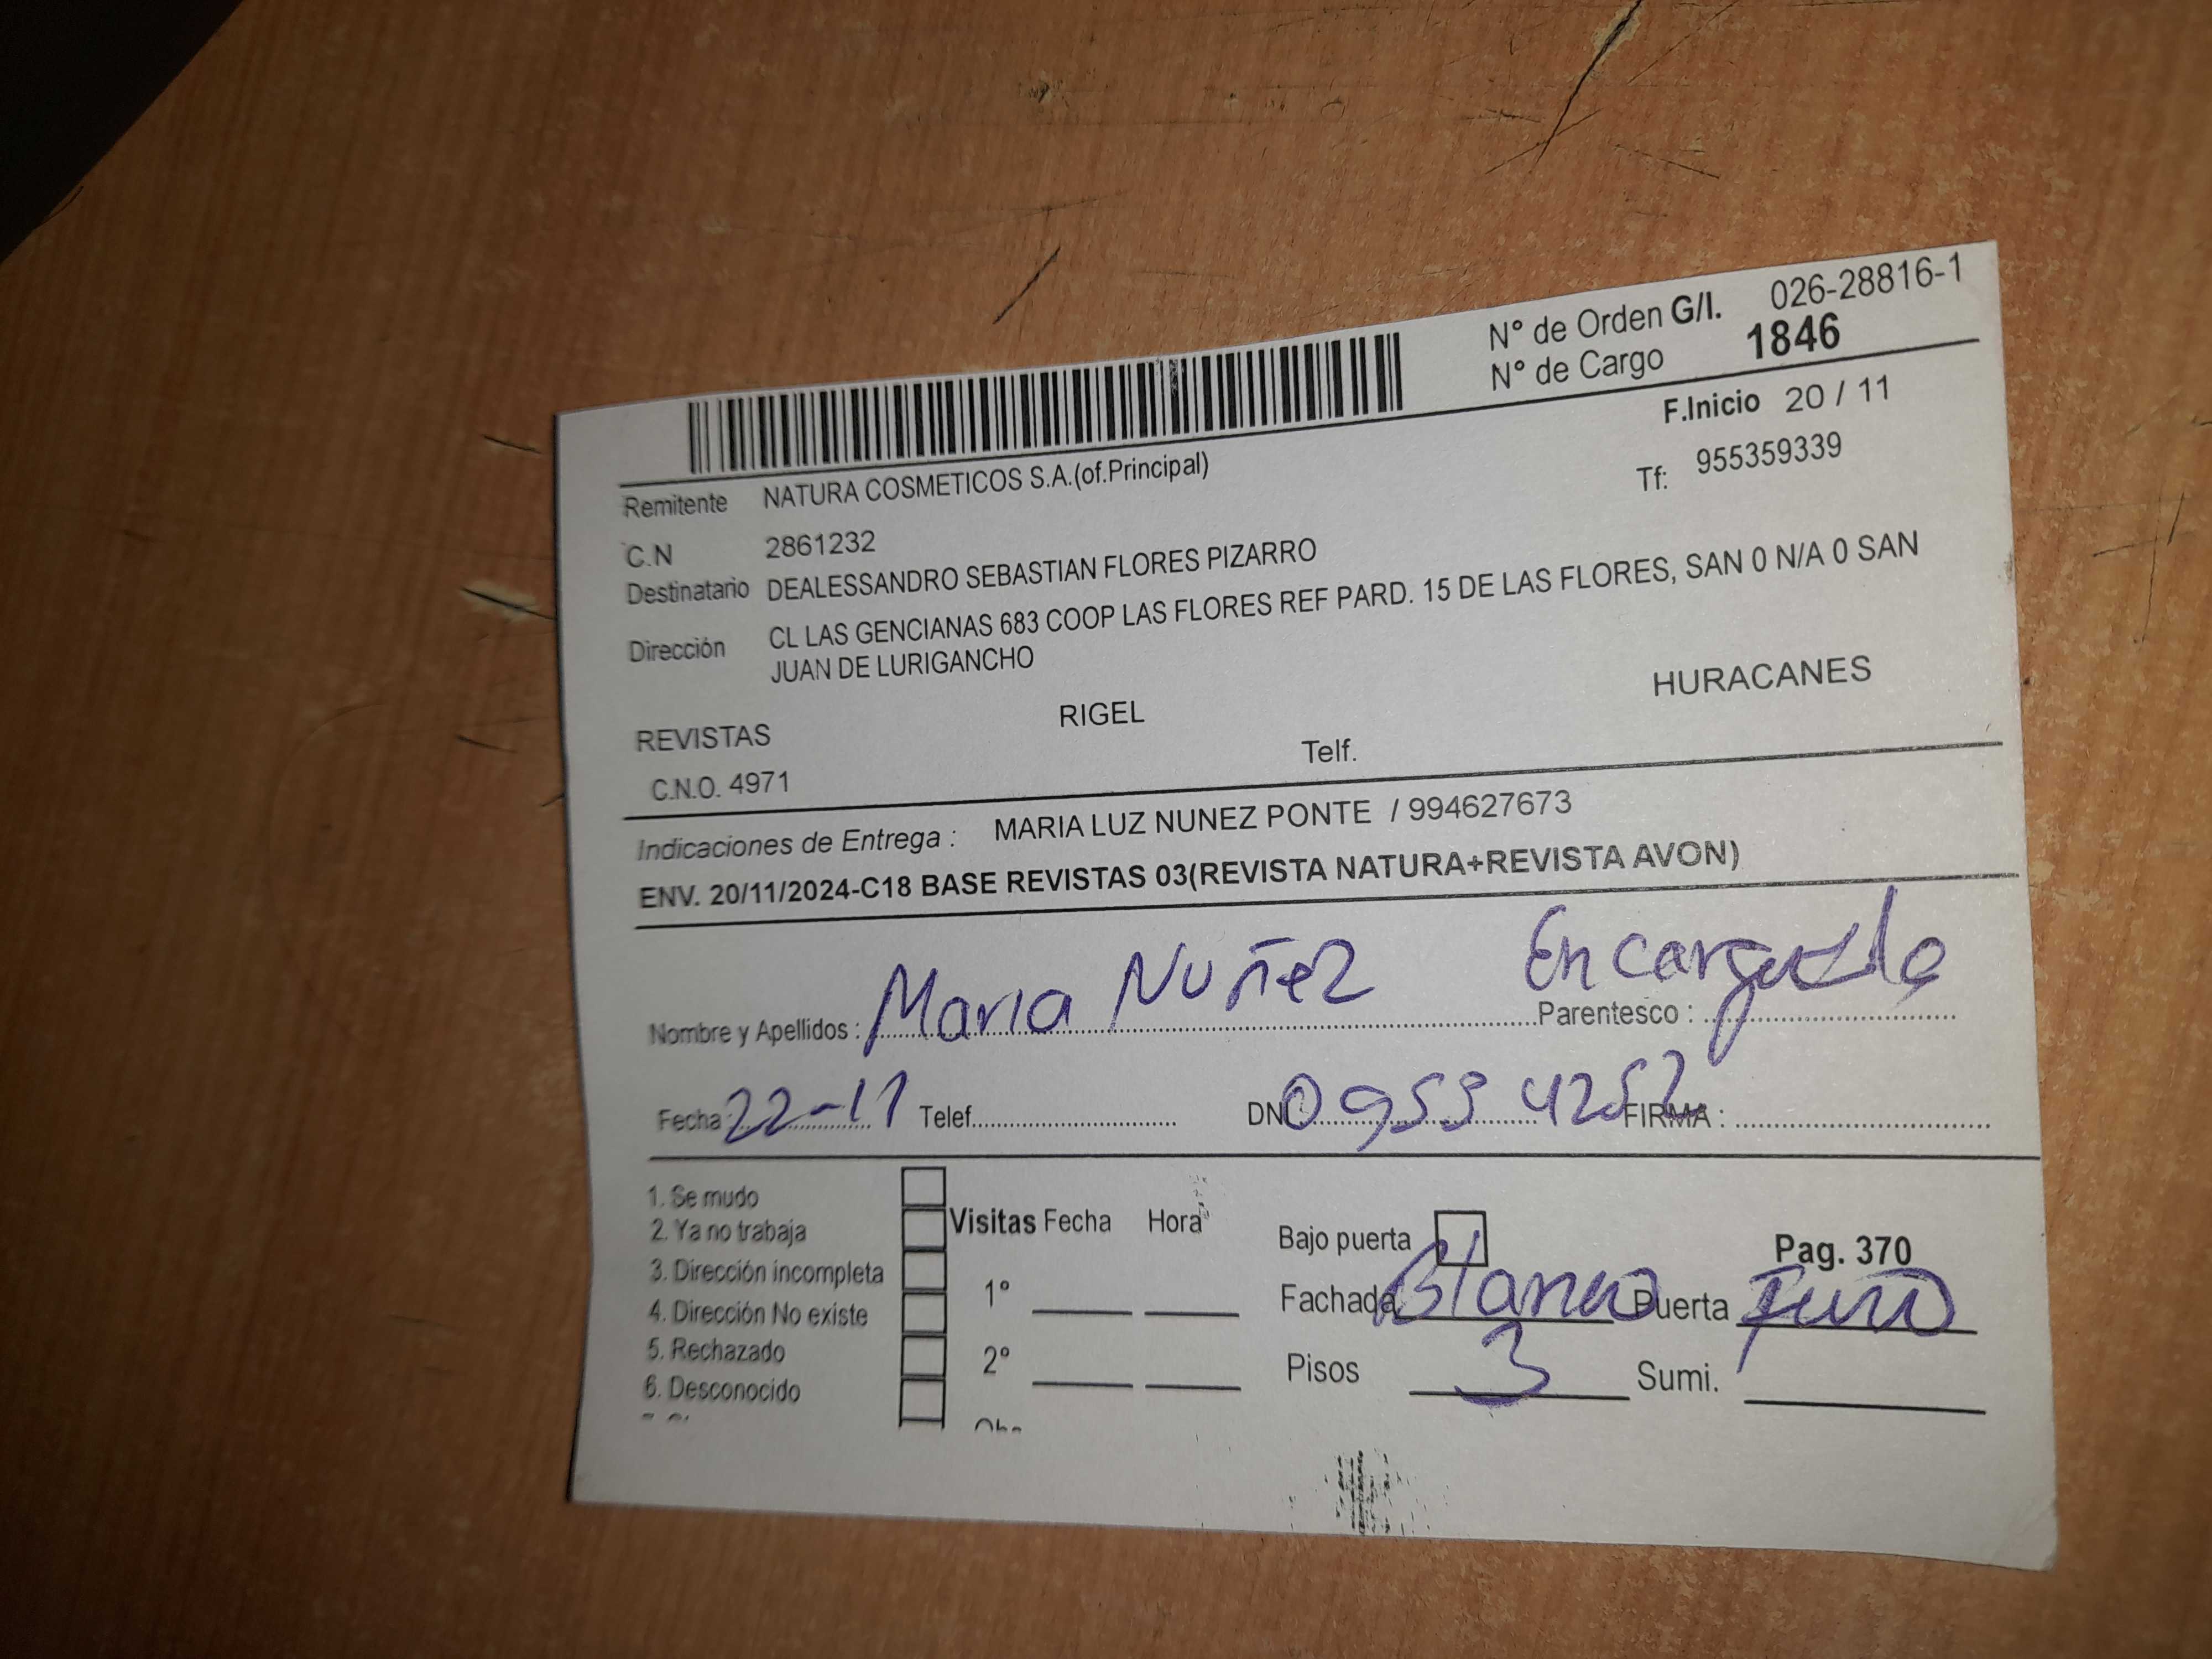 N° de Orden G/I. 026-28816-1
N° de Cargo 1846
F.Inicio 20 / 11
Remitente NATURA COSMETICOS S.A.(of.Principal) Tf: 955359339
C.N 2861232
Destinatario DEALESSANDRO SEBASTIAN FLORES PIZARRO
Dirección CL LAS GENCIANAS 683 COOP LAS FLORES REF PARD. 15 DE LAS FLORES, SAN 0 N/A 0 SAN
JUAN DE LURIGANCHO
REVISTAS RIGEL HURACANES
C.N.O. 4971 Telf.
Indicaciones de Entrega : MARIA LUZ NUNEZ PONTE / 994627673
ENV. 20/11/2024-C18 BASE REVISTAS 03(REVISTA NATURA+REVISTA AVON)
Nombre y Apellidos : Maria Nuñez Parentesco :
Fecha 22-11 Telef. DNI: 09554252 FIRMA :
1. Se mudo
2. Ya no trabaja Visitas Fecha Hora Bajo puerta Pag. 370
3. Dirección incompleta
4. Dirección No existe 1° Fachada Blanco Puerta
5. Rechazado 2° Pisos 3 Sumi.
6. Desconocido